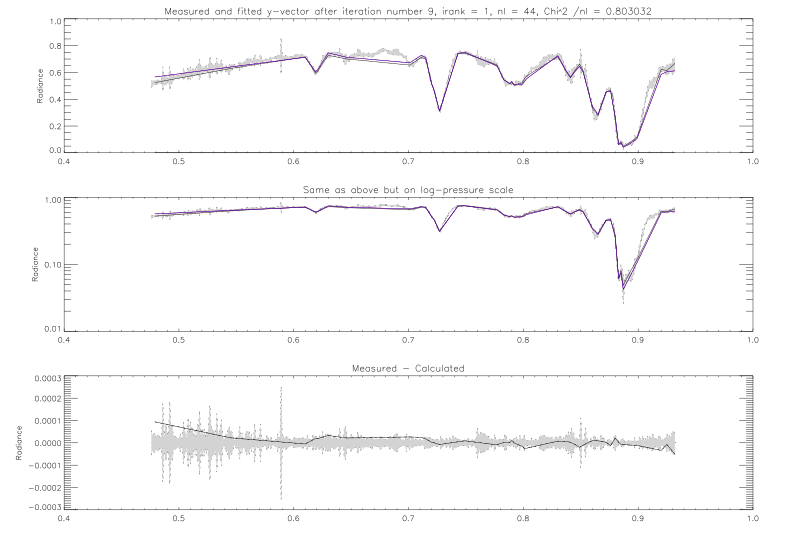 Measured and fitted y-vector after iteration number 9, irank = 1, nl = 44, Chi^2 /nl = 0.803032
1.0
0.8
0.6
0.4
0.2
0.0
Radiance
0.4 0.5 0.6 0.7 0.8 0.9 1.0
Same as above but on log-pressure scale
1.00
0.10
0.01
Radiance
0.4 0.5 0.6 0.7 0.8 0.9 1.0
Measured - Calculated
0.0003
0.0002
0.0001
0.0000
-0.0001
-0.0002
-0.0003
Radiance
0.4 0.5 0.6 0.7 0.8 0.9 1.0